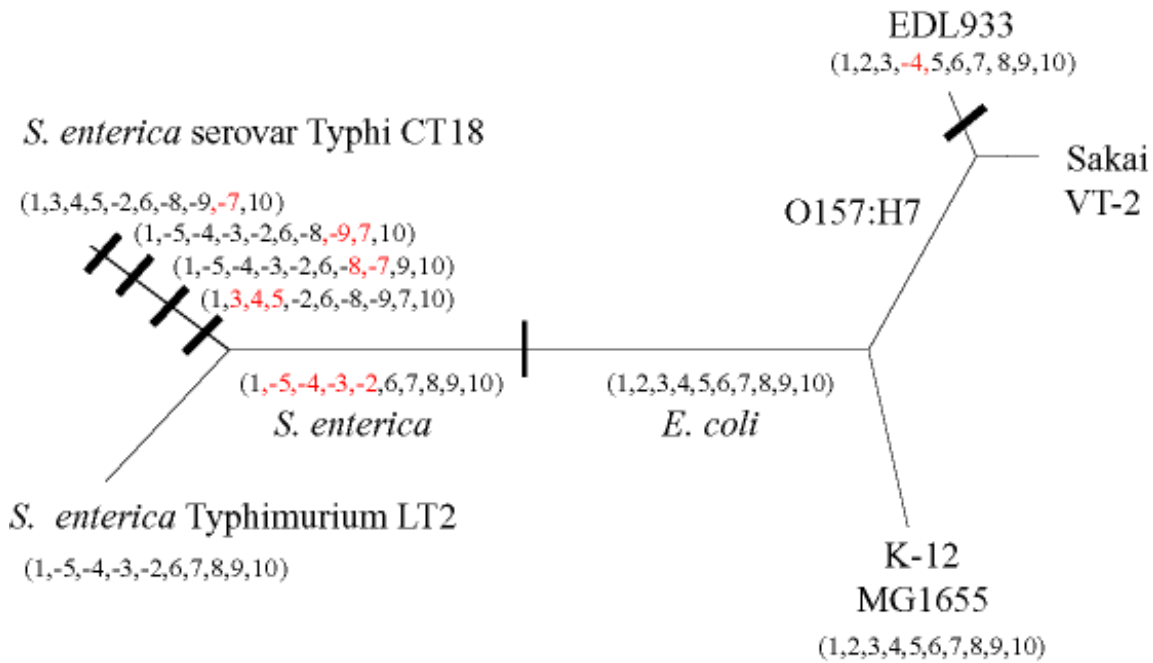 EDL933
(1,2,3,-4,5,6,7, 8,9,10)
S. enterica serovar Typhi CT18
Sakai
VT-2
(1,3,4,5,-2,6,-8,-9,-7,10)
O157:H7
(1,-5,-4,-3,-2,6,-8,-9,7,10)
(1,-5,-4,-3,-2,6,-8,-7,9,10)
(1,3,4,5,-2,6,-8,-9,7,10)
(1,-5,-4,-3,-2,6,7,8,9,10)
(1,2,3,4,5,6,7,8,9,10)
S. enterica
E. coli
S. enterica Typhimurium LT2
(1,-5,-4,-3,-2,6,7,8,9,10)
K-12
MG1655
(1,2,3,4,5,6,7,8,9,10)